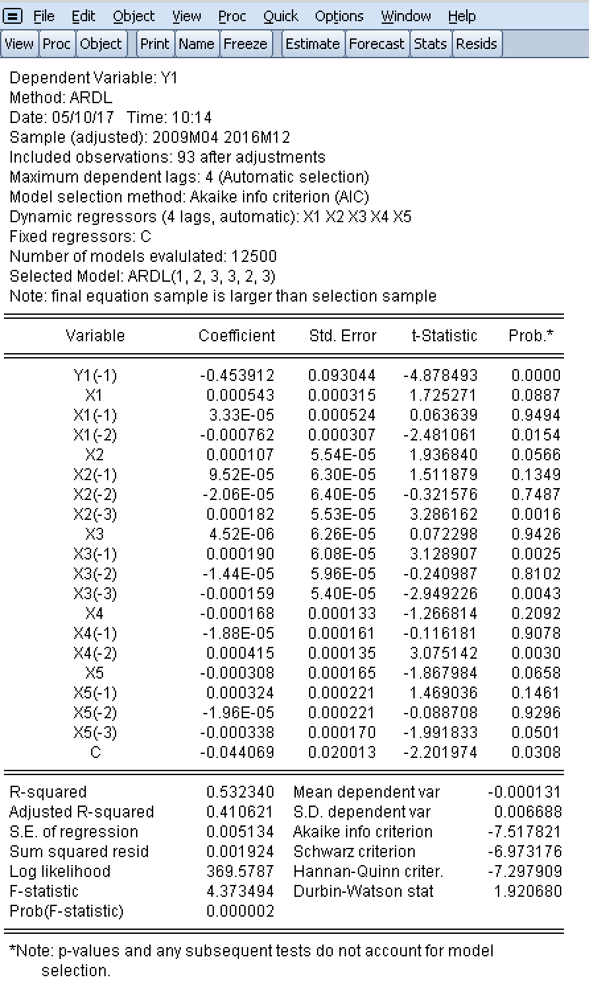 File Edit Object View Proc Quick Options Window Help
View Proc Object Print Name Freeze Estimate Forecast Stats Resids
Dependent Variable: Y1
Method: ARDL
Date: 05/10/17 Time: 10:14
Sample (adjusted): 2009M04 2016M12
Included observations: 93 after adjustments
Maximum dependent lags: 4 (Automatic selection)
Model selection method: Akaike info criterion (AIC)
Dynamic regressors (4 lags, automatic): X1 X2 X3 X4 X5
Fixed regressors: C
Number of models evalulated: 12500
Selected Model: ARDL(1, 2, 3, 3, 2, 3)
Note: final equation sample is larger than selection sample
Variable Coefficient Std. Error t-Statistic Prob.*
Y1(-1) -0.453912 0.093044 -4.878493 0.0000
X1 0.000543 0.000315 1.725271 0.0887
X1(-1) 3.33E-05 0.000524 0.063639 0.9494
X1(-2) -0.000762 0.000307 -2.481061 0.0154
X2 0.000107 5.54E-05 1.936840 0.0566
X2(-1) 9.52E-05 6.30E-05 1.511879 0.1349
X2(-2) -2.06E-05 6.40E-05 -0.321576 0.7487
X2(-3) 0.000182 5.53E-05 3.286162 0.0016
X3 4.52E-06 6.26E-05 0.072298 0.9426
X3(-1) 0.000190 6.08E-05 3.128907 0.0025
X3(-2) -1.44E-05 5.96E-05 -0.240987 0.8102
X3(-3) -0.000159 5.40E-05 -2.949226 0.0043
X4 -0.000168 0.000133 -1.266814 0.2092
X4(-1) -1.88E-05 0.000161 -0.116181 0.9078
X4(-2) 0.000415 0.000135 3.075142 0.0030
X5 -0.000308 0.000165 -1.867984 0.0658
X5(-1) 0.000324 0.000221 1.469036 0.1461
X5(-2) -1.96E-05 0.000221 -0.088708 0.9296
X5(-3) -0.000338 0.000170 -1.991833 0.0501
C -0.044069 0.020013 -2.201974 0.0308
R-squared 0.532340 Mean dependent var -0.000131
Adjusted R-squared 0.410621 S.D. dependent var 0.006688
S.E. of regression 0.005134 Akaike info criterion -7.517821
Sum squared resid 0.001924 Schwarz criterion -6.973176
Log likelihood 369.5787 Hannan-Quinn criter. -7.297909
F-statistic 4.373494 Durbin-Watson stat 1.920680
Prob(F-statistic) 0.000002
*Note: p-values and any subsequent tests do not account for model
selection.